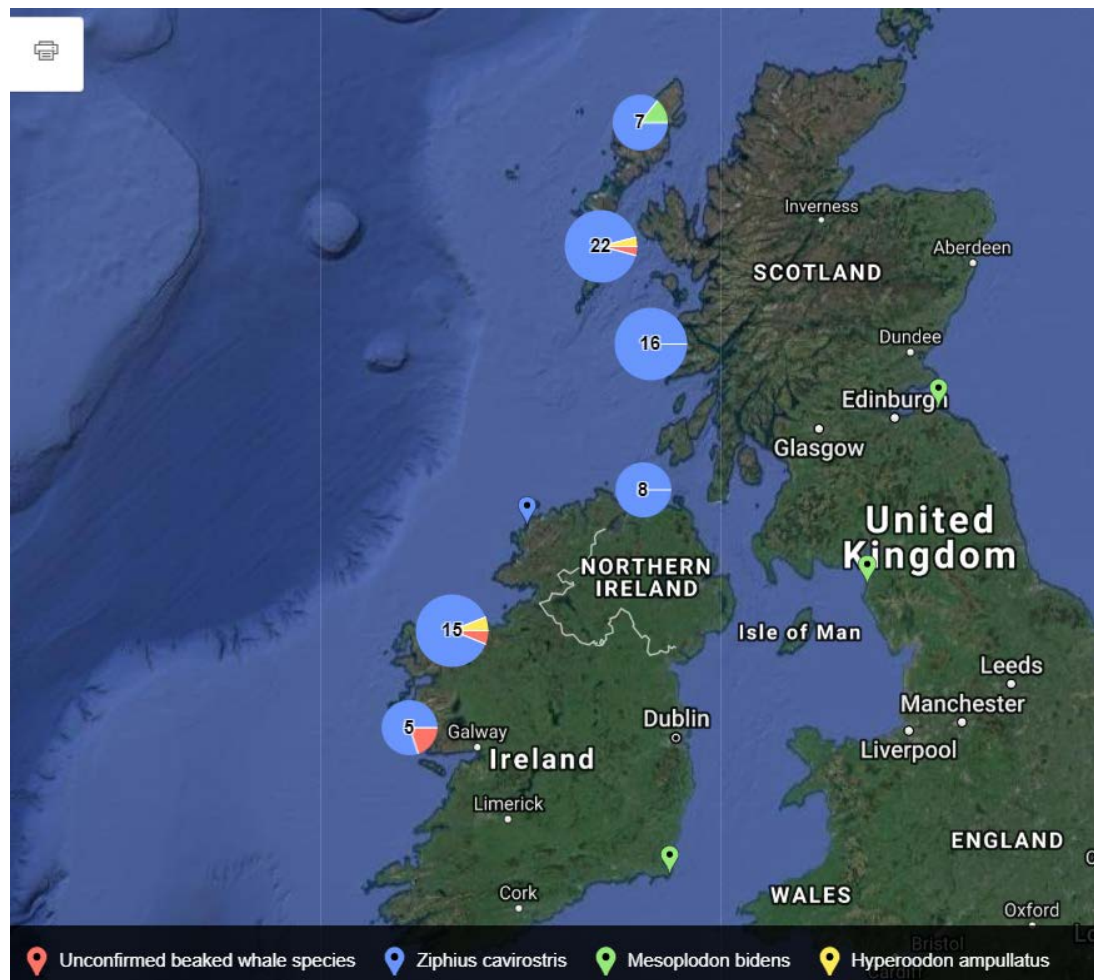 7
Inverness
22
Aberdeen
SCOTLAND
16
Dundee
Edinburgh
Glasgow
8
United
Kingdom
NORTHERN
IRELAND
15
Isle of Man
Leeds
Manchester
5
Dublin
Galway
Liverpool
Ireland
Limerick
ENGLAND
Cork
WALES
Oxford
Bristol
Cardiff
Unconfirmed beaked whale species
Ziphius cavirostris
Mesoplodon bidens
Hyperoodon ampullatus